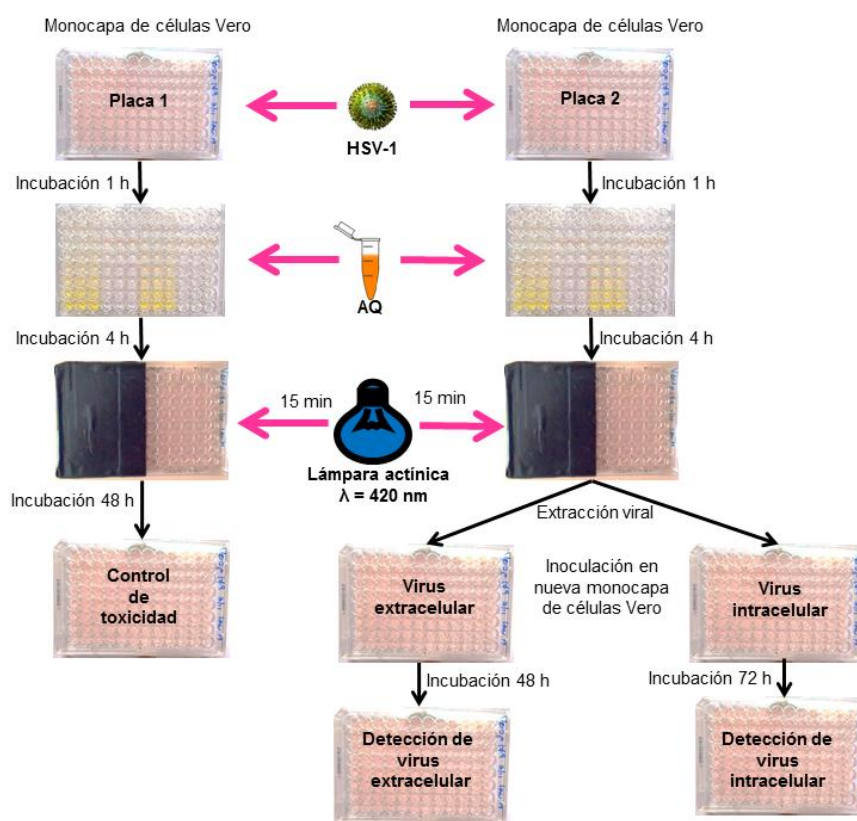 Monocapa de células Vero
Monocapa de células Vero
Placa 1
Placa 2
HSV-1
Incubación 1 h
Incubación 1 h
AQ
Incubación 4 h
Incubación 4 h
15 min
15 min
Lámpara actínica
λ = 420 nm
Incubación 48 h
Extracción viral
Control
de
toxicidad
Virus
extracelular
Inoculación en
nueva monocapa
de células Vero
Virus
intracelular
Incubación 48 h
Incubación 72 h
Detección de
virus
extracelular
Detección de
virus
intracelular